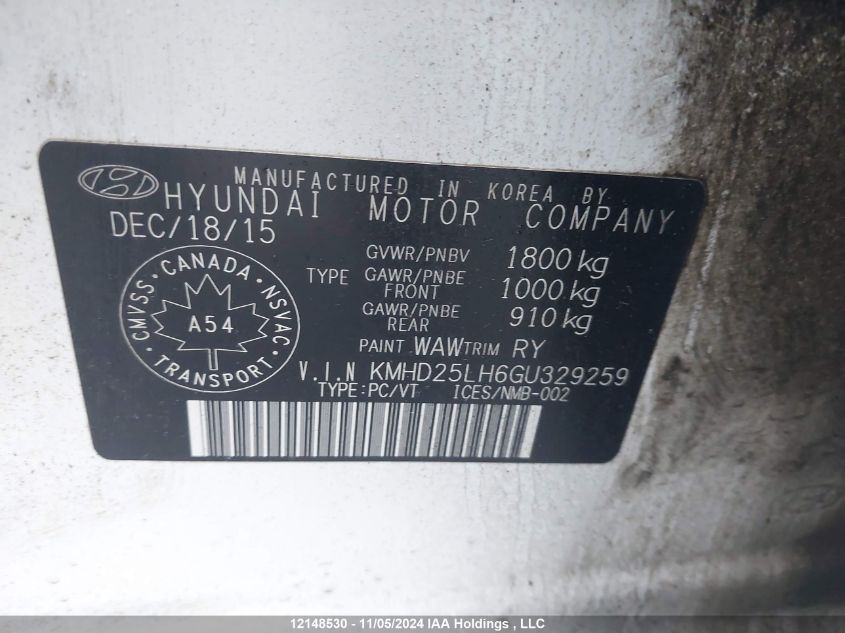 MANUFACTURED IN KOREA BY
HYUNDAI MOTOR COMPANY
DEC/18/15
GVWR/PNBV 1800 kg
TYPE GAWR/PNBE FRONT 1000 kg
GAWR/PNBE REAR 910 kg
CANADA
CMVSS NSVAC
A54
TRANSPORT
PAINT WAW TRIM RY
V.I.N KMHD25LH6GU329259
TYPE:PC/VT ICES/NMB-002
12148530 - 11/05/2024 IAA Holdings , LLC